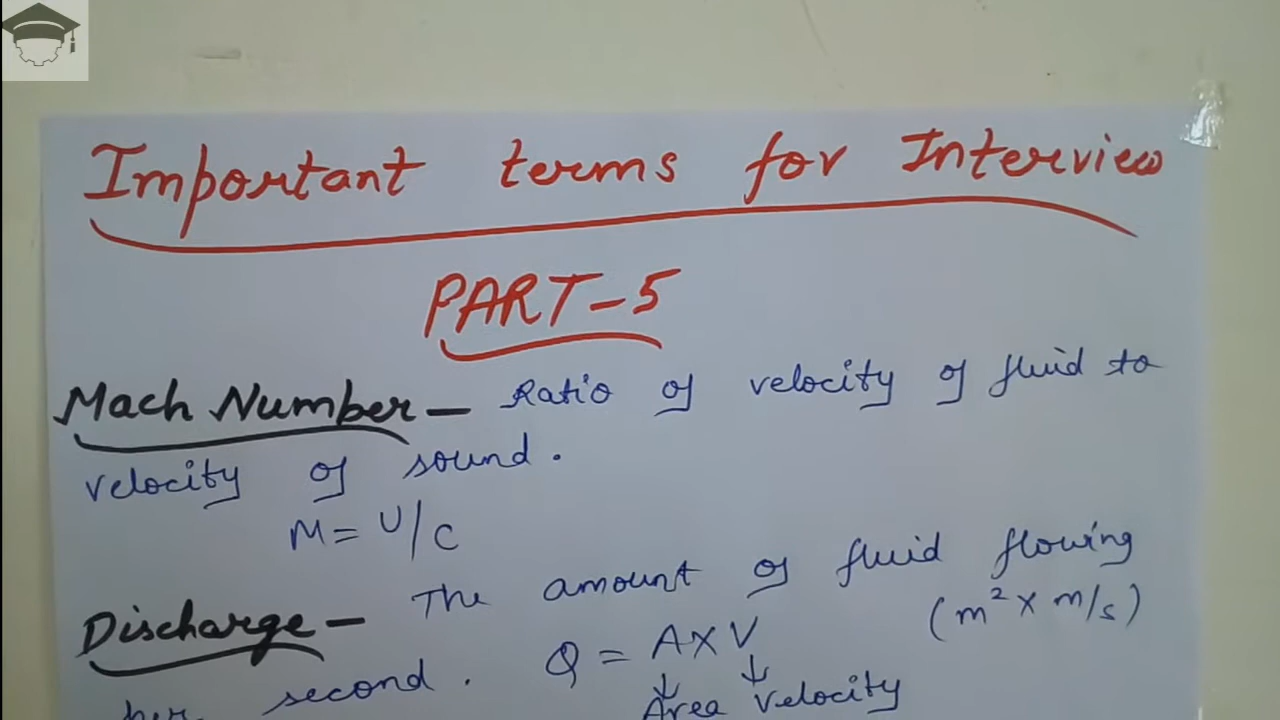 Important terms for Interview
PART-5
Mach Number - Ratio of velocity of fluid to
velocity of sound.
M = U/C
Discharge - The amount of fluid flowing
per second. Q = A X V (m² X m/s)
↓ ↓
Area Velocity